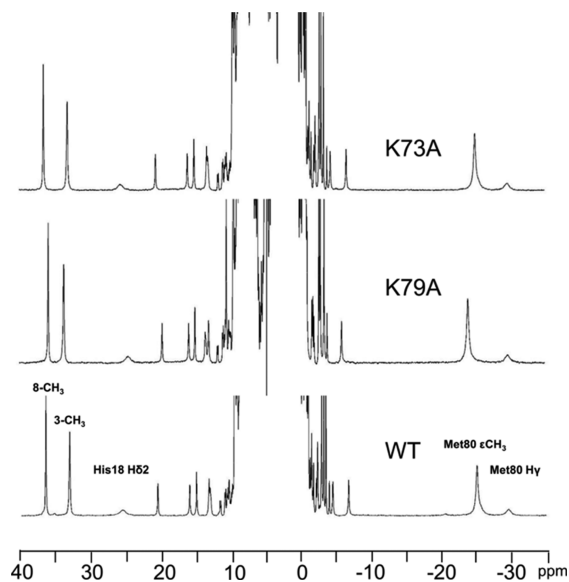 K73A
K79A
8-CH₃
3-CH₃
His18 Hδ2
WT
Met80 εCH₃
Met80 Hγ
40 30 20 10 0 -10 -20 -30 ppm